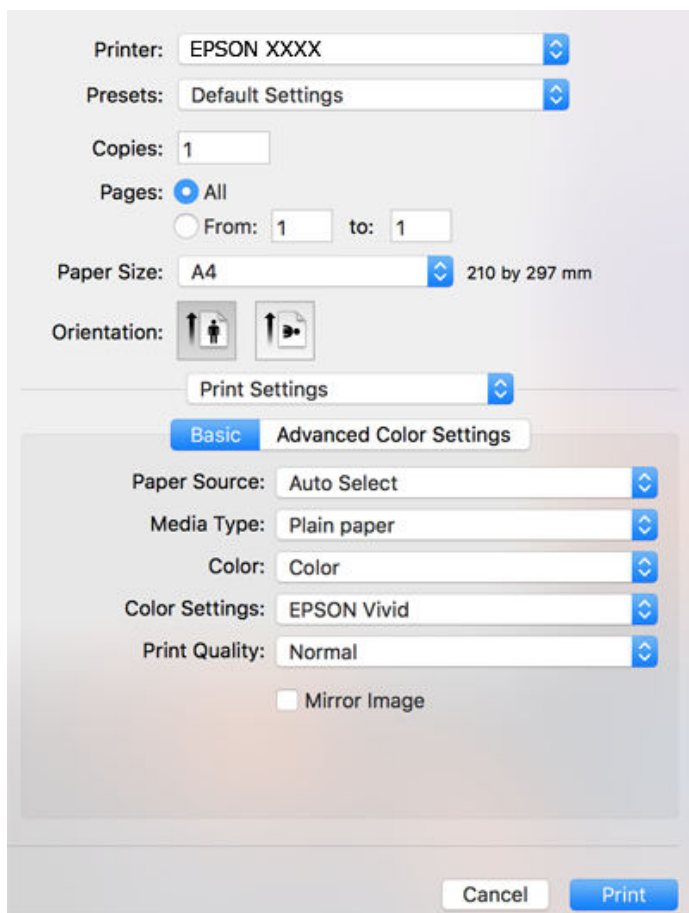 Printer: EPSON XXXX
Presets: Default Settings
Copies: 1
Pages: All
From: 1 to: 1
Paper Size: A4 210 by 297 mm
Orientation:
Print Settings
Basic Advanced Color Settings
Paper Source: Auto Select
Media Type: Plain paper
Color: Color
Color Settings: EPSON Vivid
Print Quality: Normal
Mirror Image
Cancel Print